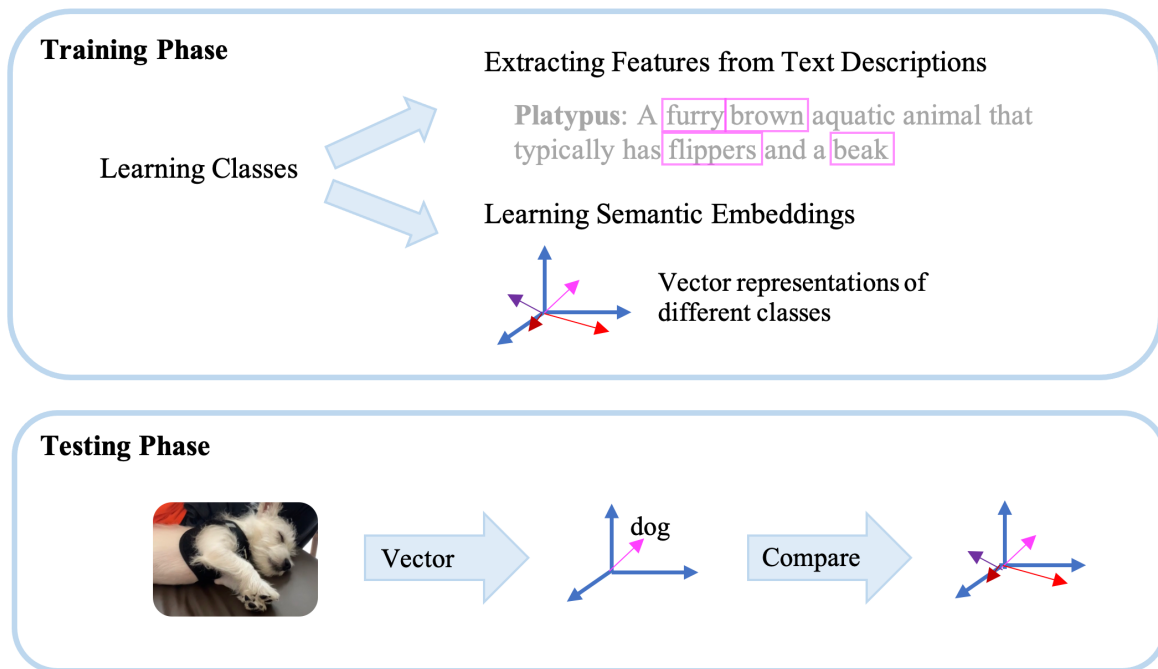 Training Phase
Extracting Features from Text Descriptions
Platypus: A furry brown aquatic animal that
typically has flippers and a beak
Learning Classes
Learning Semantic Embeddings
Vector representations of
different classes
Testing Phase
Vector
dog
Compare